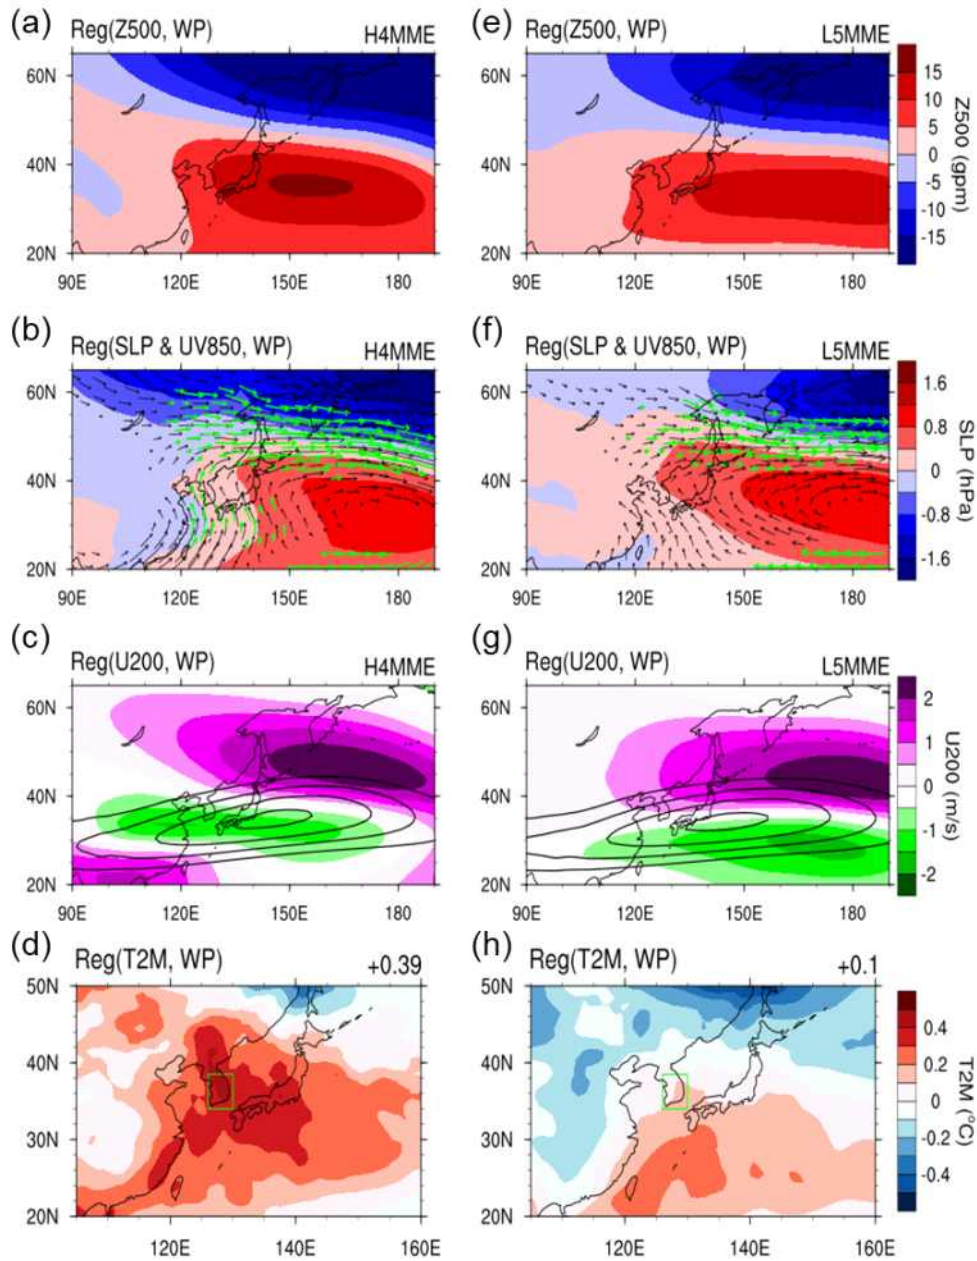 (a) Reg(Z500, WP) H4MME
60N
40N
20N
90E 120E 150E 180
(e) Reg(Z500, WP) L5MME
60N
40N
20N
90E 120E 150E 180
15
10
5
0
-5
-10
-15
Z500 (gpm)
(b) Reg(SLP & UV850, WP) H4MME
60N
40N
20N
90E 120E 150E 180
(f) Reg(SLP & UV850, WP) L5MME
60N
40N
20N
90E 120E 150E 180
1.6
0.8
0
-0.8
-1.6
SLP (hPa)
(c) Reg(U200, WP) H4MME
60N
40N
20N
90E 120E 150E 180
(g) Reg(U200, WP) L5MME
60N
40N
20N
90E 120E 150E 180
2
1
0
-1
-2
U200 (m/s)
(d) Reg(T2M, WP) +0.39
50N
40N
30N
20N
120E 140E 160E
(h) Reg(T2M, WP) +0.1
50N
40N
30N
20N
120E 140E 160E
0.4
0.2
0
-0.2
-0.4
T2M (°C)